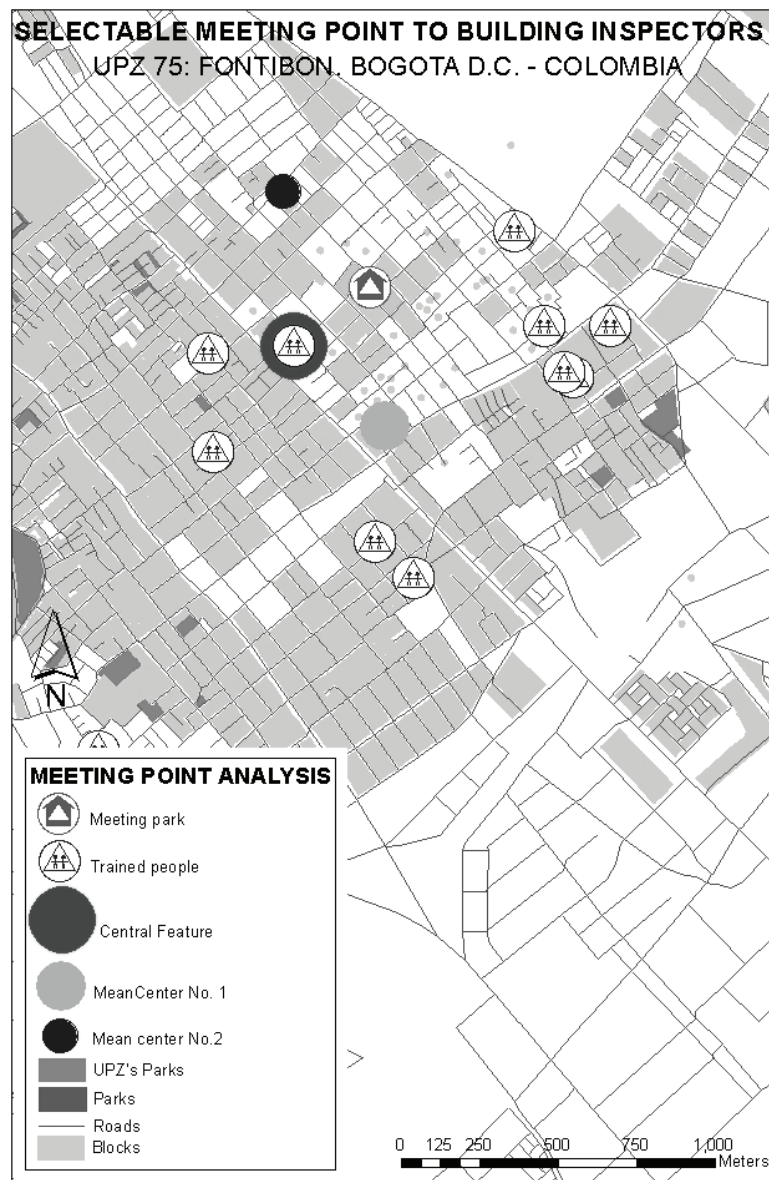 SELECTABLE MEETING POINT TO BUILDING INSPECTORS
UPZ 75: FONTIBON. BOGOTA D.C. - COLOMBIA
N
MEETING POINT ANALYSIS
Meeting park
Trained people
Central Feature
MeanCenter No. 1
Mean center No.2
UPZ's Parks
Parks
Roads
Blocks
0 125 250 500 750 1,000
Meters